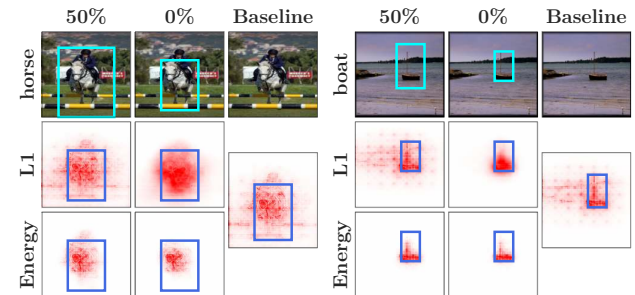 50% 0% Baseline 50% 0% Baseline
horse boat
L1 L1
Energy Energy